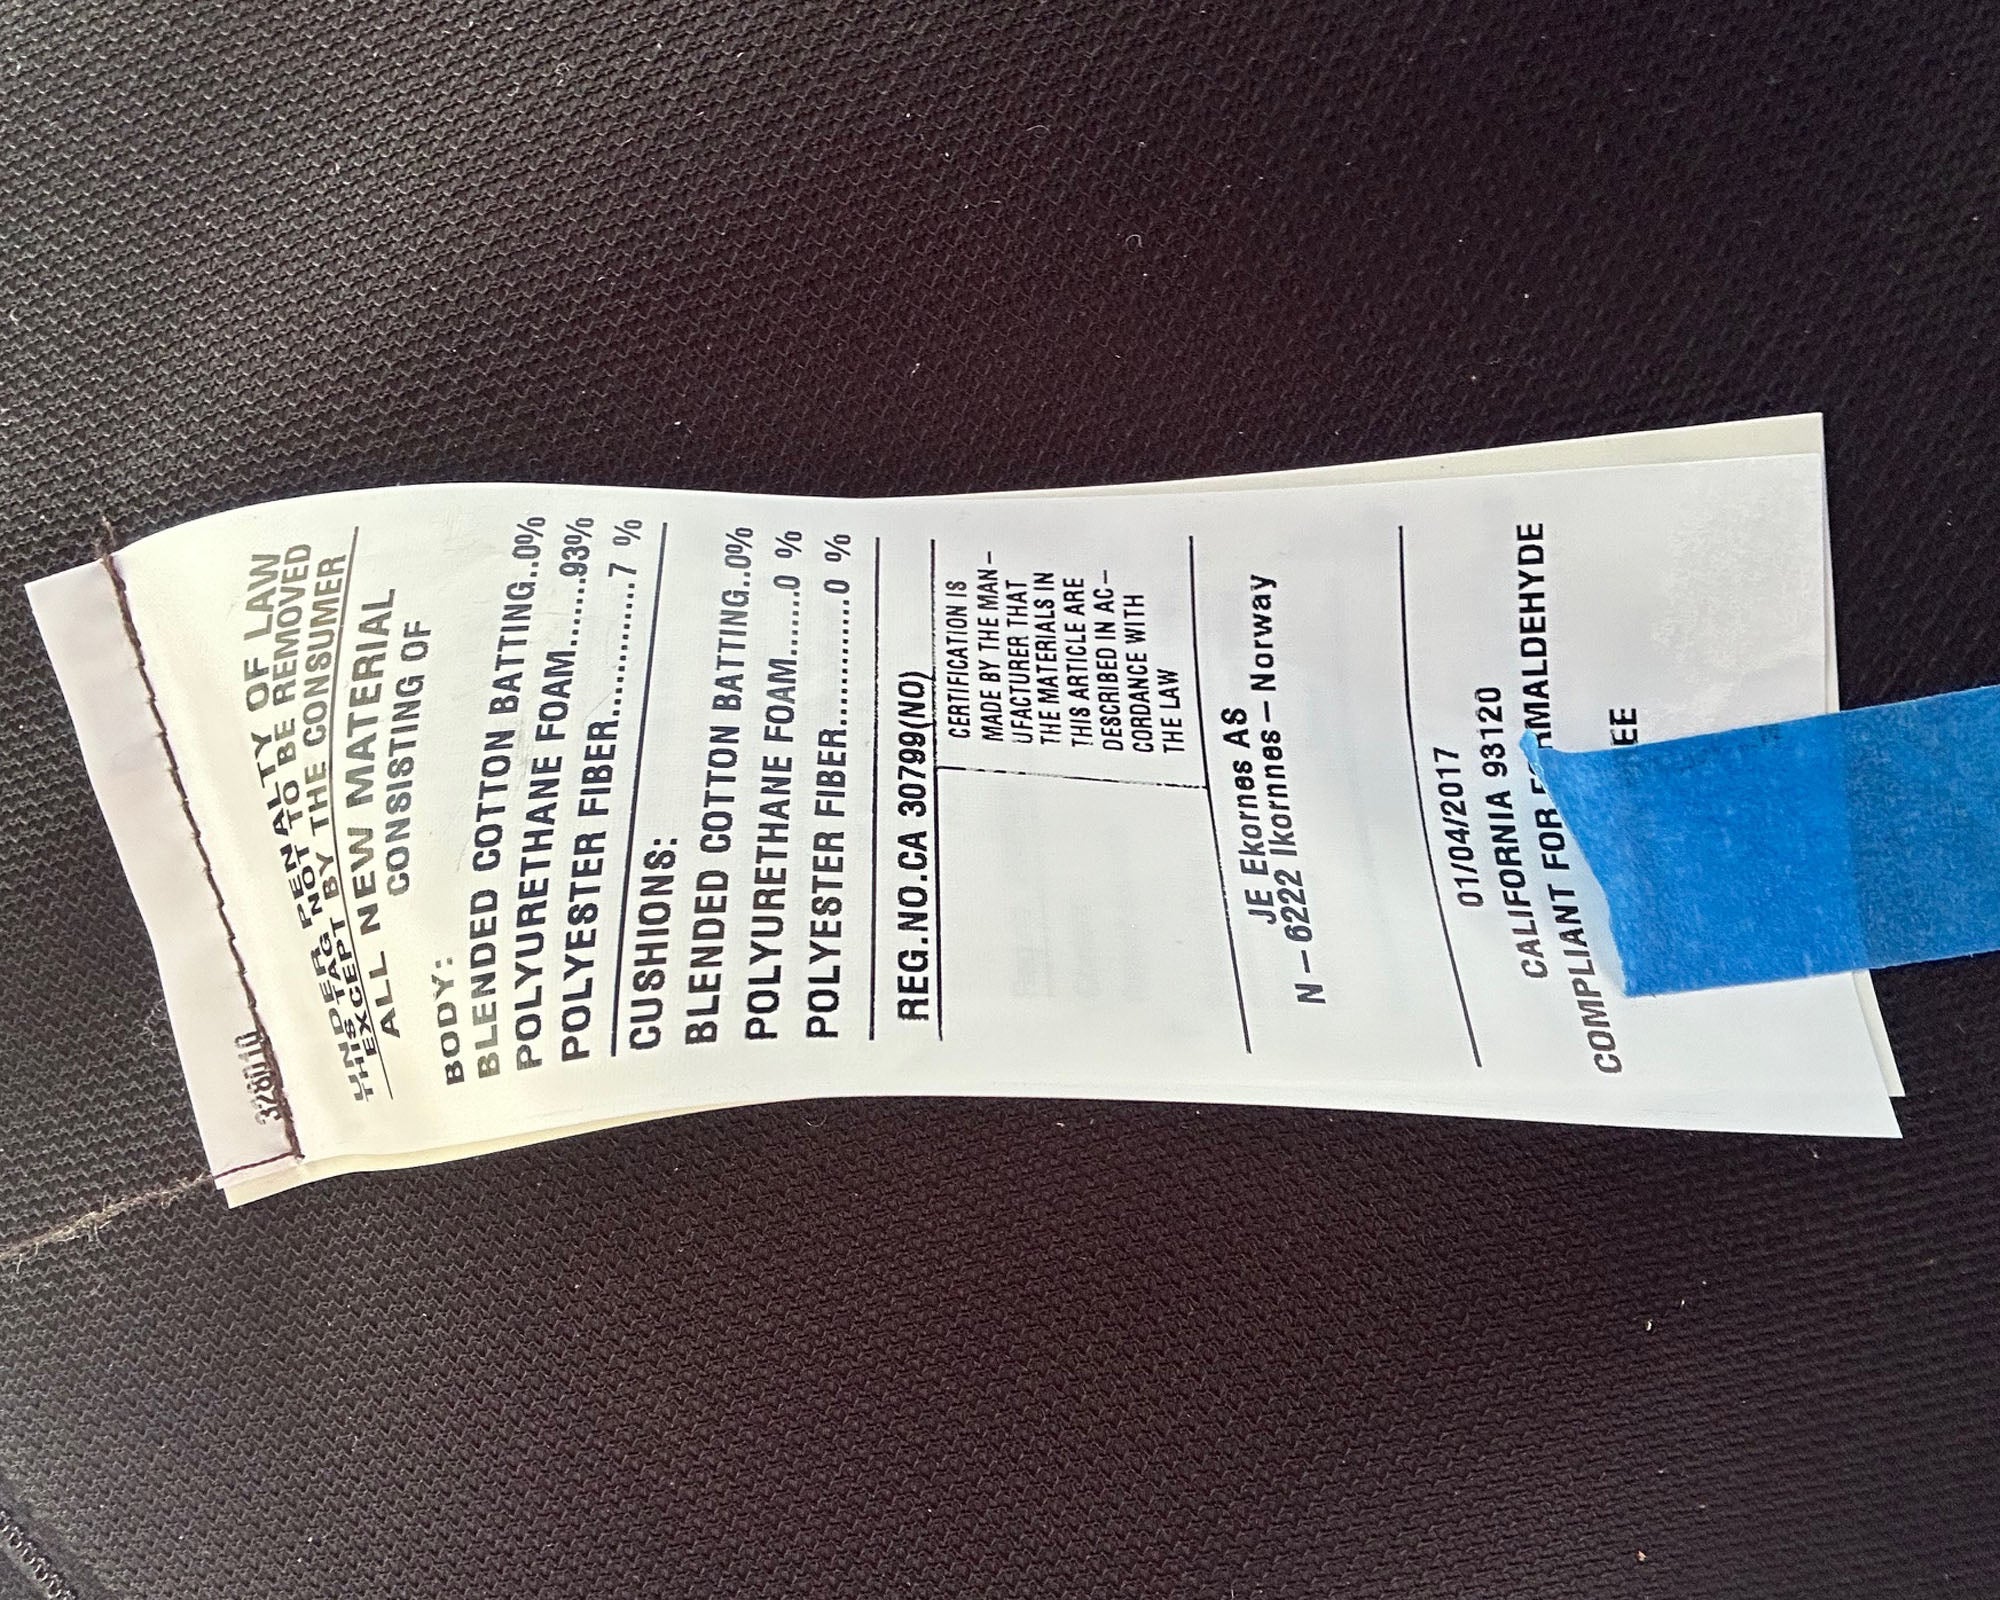 328010
UNDER PENALTY OF LAW
THIS TAG NOT TO BE REMOVED
EXCEPT BY THE CONSUMER
ALL NEW MATERIAL
CONSISTING OF
BODY:
BLENDED COTTON BATTING..0%
POLYURETHANE FOAM......93%
POLYESTER FIBER...........7 %
CUSHIONS:
BLENDED COTTON BATTING..0%
POLYURETHANE FOAM......0 %
POLYESTER FIBER...........0 %
REG.NO.CA 30799(NO)
CERTIFICATION IS
MADE BY THE MAN-
UFACTURER THAT
THE MATERIALS IN
THIS ARTICLE ARE
DESCRIBED IN AC-
CORDANCE WITH
THE LAW
JE Ekornes AS
N-6222 Ikornnes-Norway
01/04/2017
CALIFORNIA 93120
COMPLIANT FOR